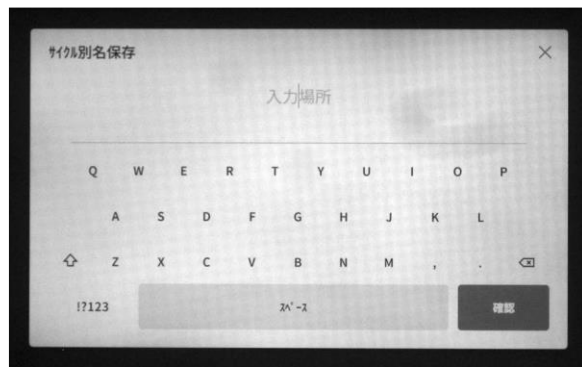 ｻｲｸﾙ別名保存
入力場所
Q W E R T Y U I O P
A S D F G H J K L
Z X C V B N M , .
!?123 ｽﾍﾟｰｽ 確認